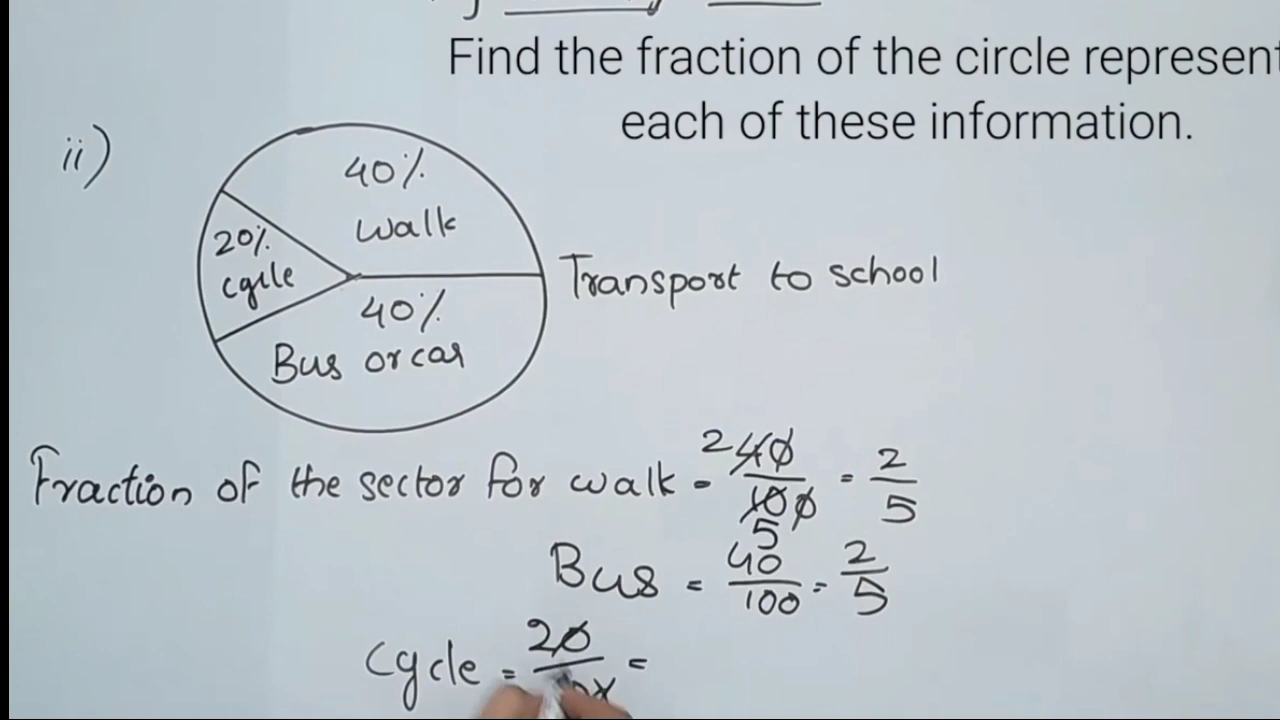 Find the fraction of the circle represent
each of these information.
ii)
40%
walk
20%
cycle
40%
Bus or car
Transport to school
Fraction of the sector for walk = 40/100 = 2/5
Bus = 40/100 = 2/5
Cycle = 20/ =